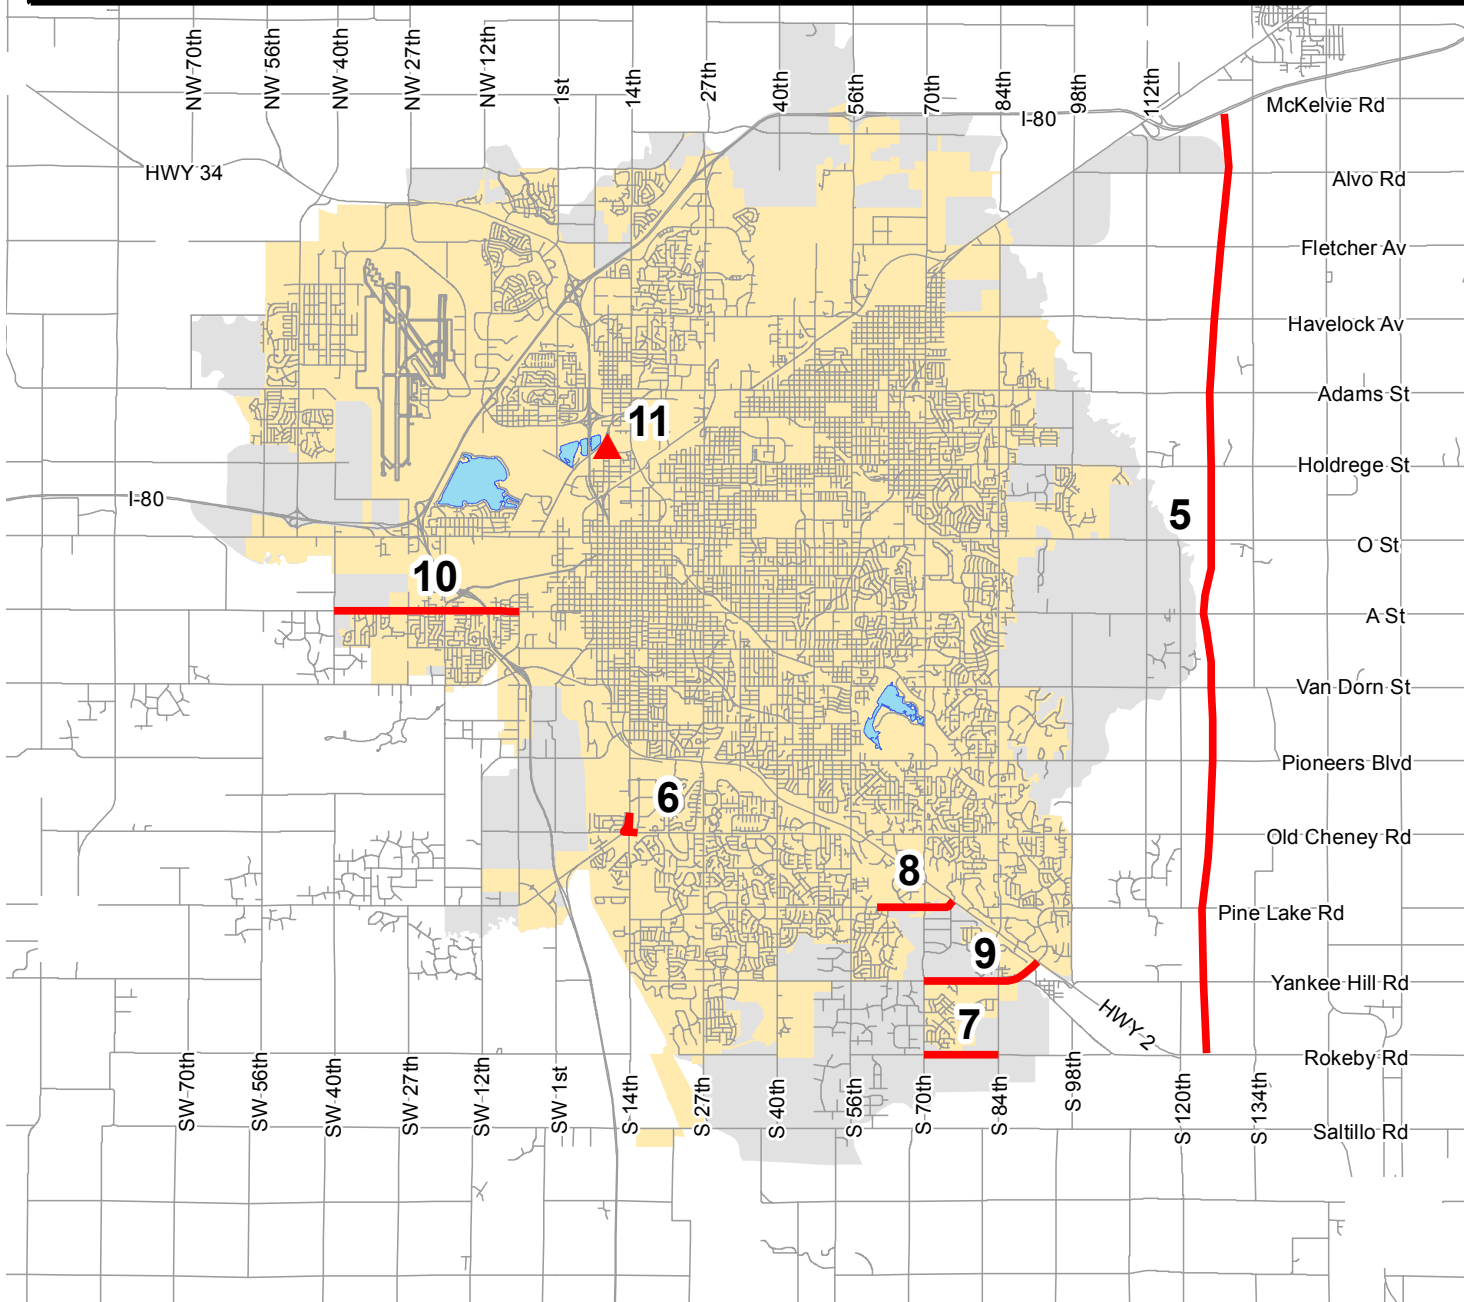 NW 70th
NW 56th
NW 40th
NW 27th
NW 12th
1st
14th
27th
40th
56th
70th
84th
98th
112th
McKelvie Rd
I-80
HWY 34
Alvo Rd
Fletcher Av
Havelock Av
Adams St
11
Holdrege St
I-80
5
O St
10
A St
Van Dorn St
Pioneers Blvd
6
Old Cheney Rd
8
Pine Lake Rd
9
Yankee Hill Rd
7
HWY 2
Rokeby Rd
SW 70th
SW 56th
SW 40th
SW 27th
SW 12th
SW 1st
S 14th
S 27th
S 40th
S 56th
S 70th
S 84th
S 98th
S 120th
S 134th
Saltillo Rd